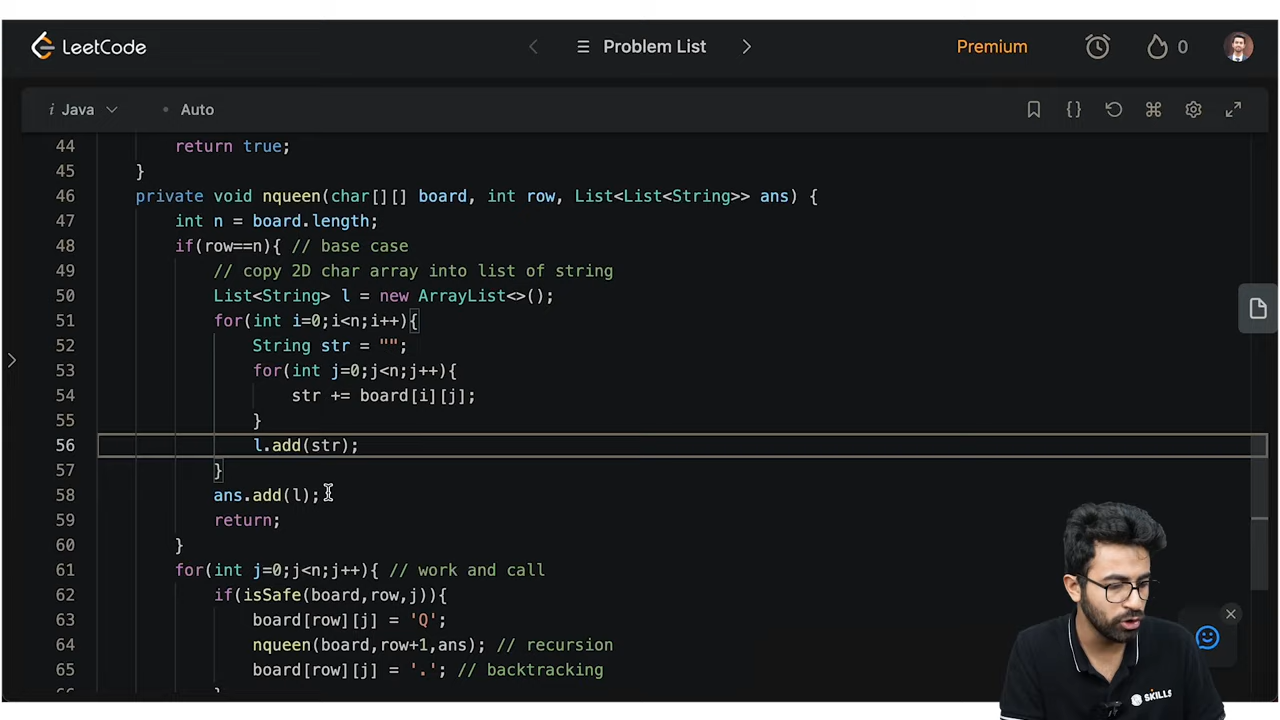 LeetCode
Problem List
Premium
0
Java
Auto
44 return true;
45 }
46 private void nqueen(char[][] board, int row, List<List<String>> ans) {
47 int n = board.length;
48 if(row==n){ // base case
49 // copy 2D char array into list of string
50 List<String> l = new ArrayList<>();
51 for(int i=0;i<n;i++){
52 String str = "";
53 for(int j=0;j<n;j++){
54 str += board[i][j];
55 }
56 l.add(str);
57 }
58 ans.add(l);
59 return;
60 }
61 for(int j=0;j<n;j++){ // work and call
62 if(isSafe(board,row,j)){
63 board[row][j] = 'Q';
64 nqueen(board,row+1,ans); // recursion
65 board[row][j] = '.'; // backtracking
SKILLS